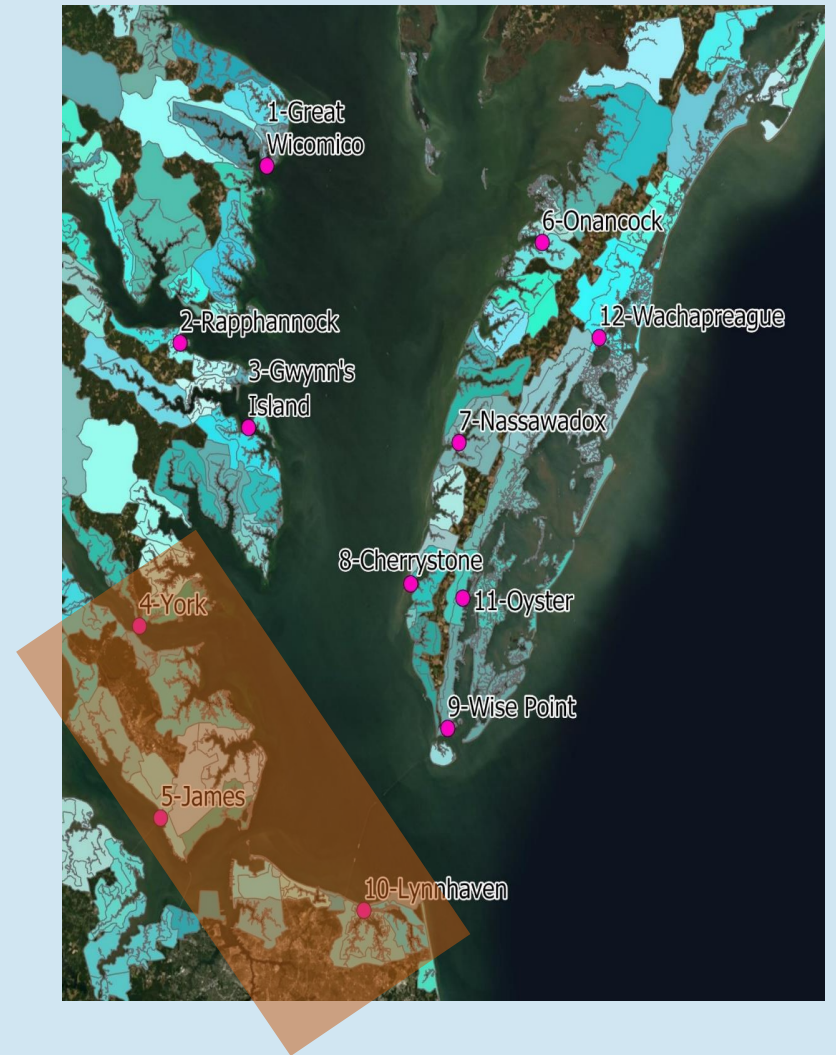 1-Great
Wicomico
6-Onancock
12-Wachapreague
2-Rapphannock
3-Gwynn's
Island
7-Nassawadox
8-Cherrystone
11-Oyster
4-York
9-Wise Point
5-James
10-Lynnhaven